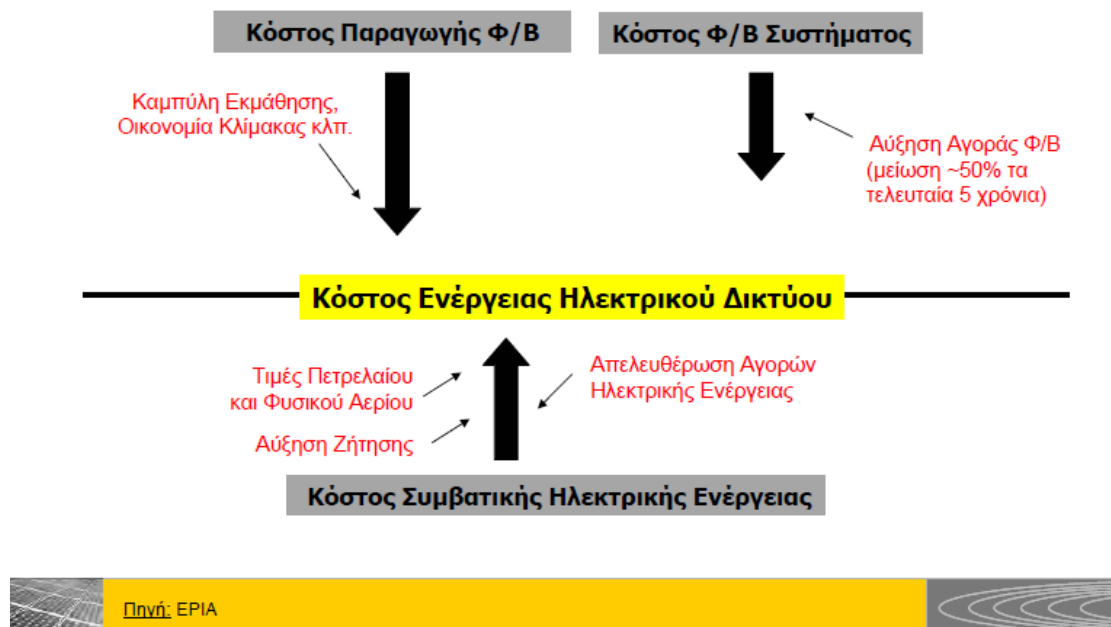 Κόστος Παραγωγής Φ/Β
Κόστος Φ/Β Συστήματος
Καμπύλη Εκμάθησης,
Οικονομία Κλίμακας κλπ.
Αύξηση Αγοράς Φ/Β
(μείωση ~50% τα
τελευταία 5 χρόνια)
Κόστος Ενέργειας Ηλεκτρικού Δικτύου
Τιμές Πετρελαίου
και Φυσικού Αερίου
Απελευθέρωση Αγορών
Ηλεκτρικής Ενέργειας
Αύξηση Ζήτησης
Κόστος Συμβατικής Ηλεκτρικής Ενέργειας
Πηγή: EPIA